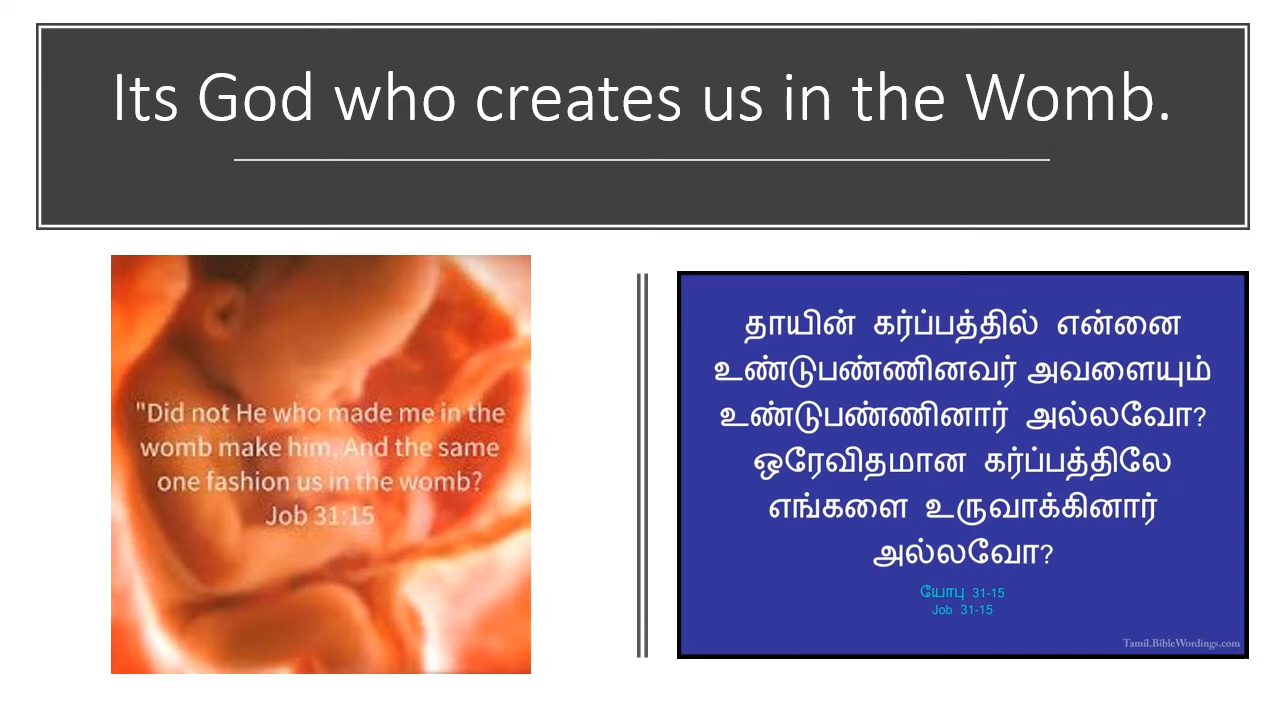 Its God who creates us in the Womb.
"Did not He who made me in the
womb make him, And the same
one fashion us in the womb?
Job 31:15
தாயின் கர்ப்பத்தில் என்னை
உண்டுபண்ணினவர் அவளையும்
உண்டுபண்ணினார் அல்லவோ?
ஒரேவிதமான கர்ப்பத்திலே
எங்களை உருவாக்கினார்
அல்லவோ?
யோபு 31-15
Job 31-15
Tamil.BibleWordings.com